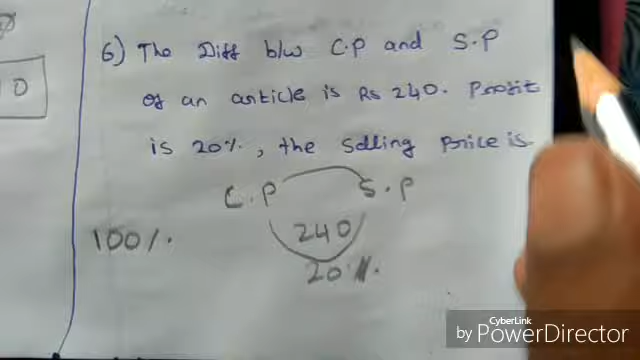 6) The Diff b/w C.P and S.P
of an article is Rs 240. Profit
is 20%, the selling Price is
C.P S.P
240
100%.
20%.
10
CyberLink
by PowerDirector